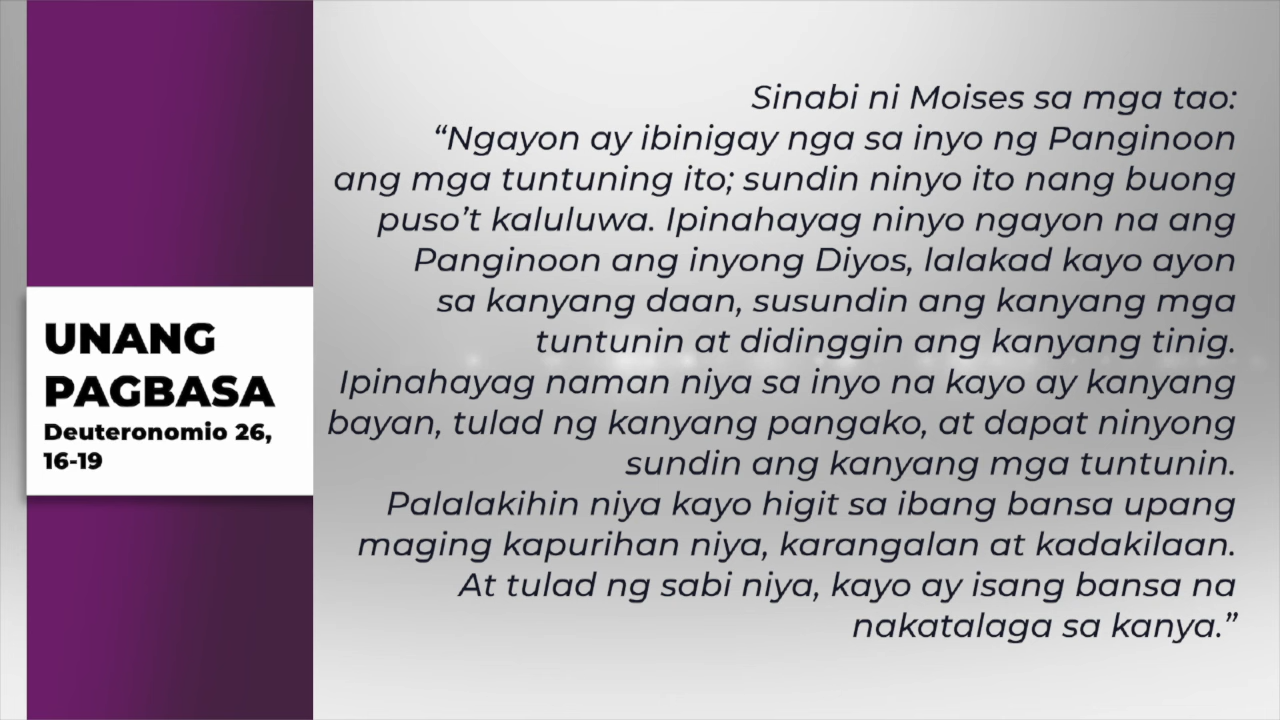 UNANG
PAGBASA
Deuteronomio 26,
16-19
Sinabi ni Moises sa mga tao:
“Ngayon ay ibinigay nga sa inyo ng Panginoon
ang mga tuntuning ito; sundin ninyo ito nang buong
puso’t kaluluwa. Ipinahayag ninyo ngayon na ang
Panginoon ang inyong Diyos, lalakad kayo ayon
sa kanyang daan, susundin ang kanyang mga
tuntunin at didinggin ang kanyang tinig.
Ipinahayag naman niya sa inyo na kayo ay kanyang
bayan, tulad ng kanyang pangako, at dapat ninyong
sundin ang kanyang mga tuntunin.
Palalakihin niya kayo higit sa ibang bansa upang
maging kapurihan niya, karangalan at kadakilaan.
At tulad ng sabi niya, kayo ay isang bansa na
nakatalaga sa kanya.”